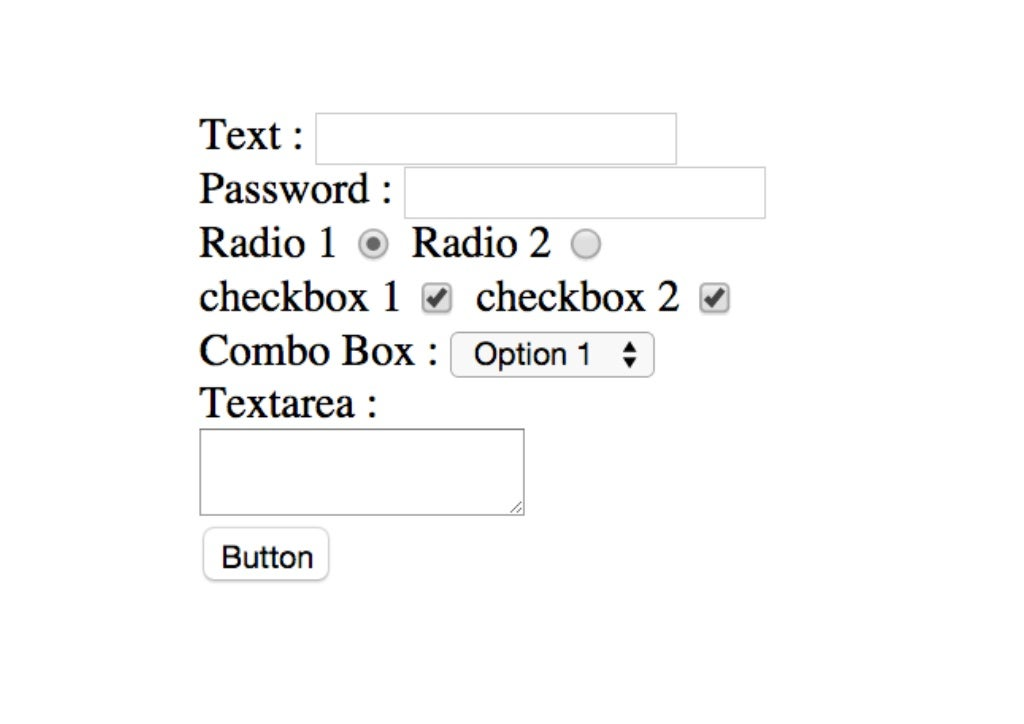 Text :
Password :
Radio 1 Radio 2
checkbox 1 checkbox 2
Combo Box : Option 1
Textarea :
Button